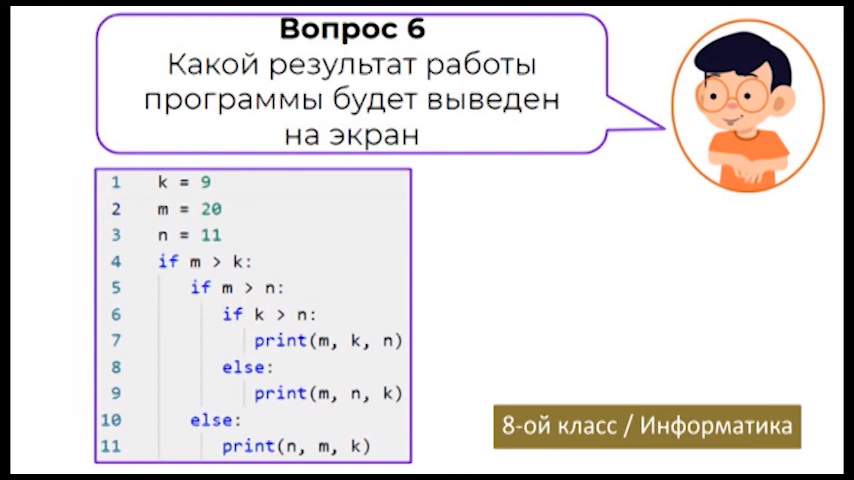 Вопрос 6
Какой результат работы
программы будет выведен
на экран
1 k = 9
2 m = 20
3 n = 11
4 if m > k:
5     if m > n:
6         if k > n:
7             print(m, k, n)
8         else:
9             print(m, n, k)
10     else:
11         print(n, m, k)
8-ой класс / Информатика